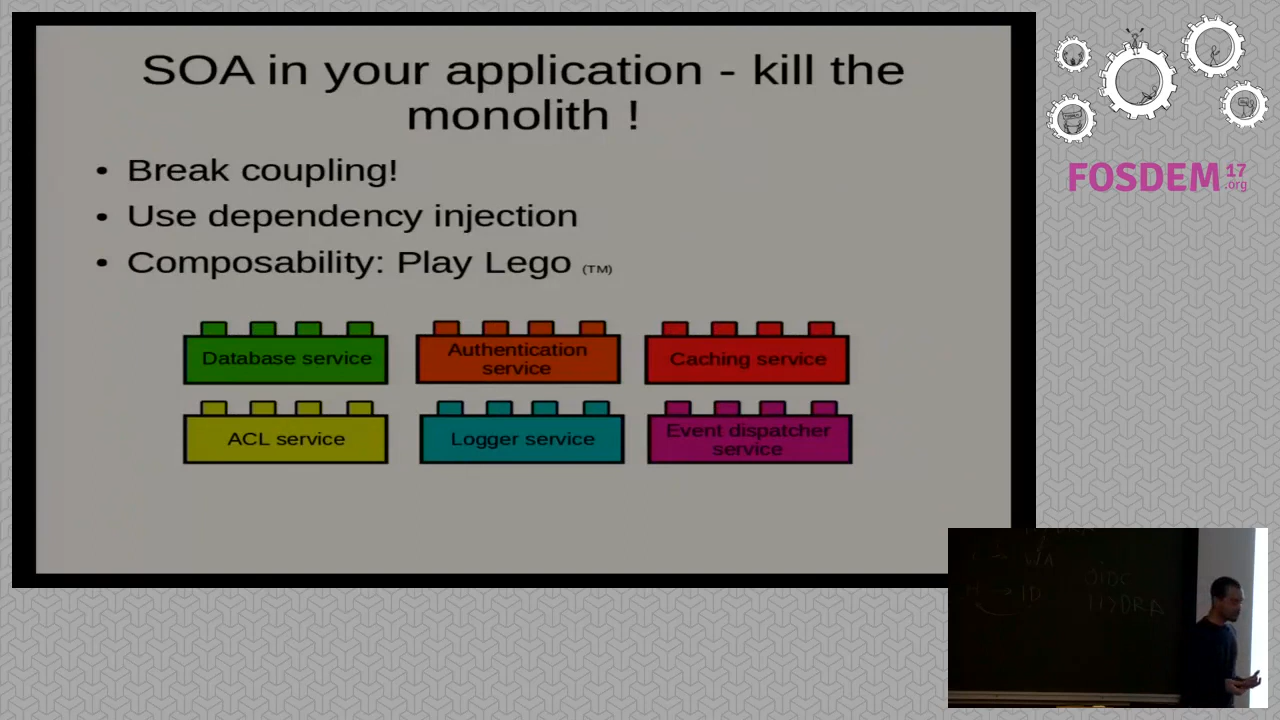 SOA in your application - kill the
monolith !
• Break coupling!
• Use dependency injection
• Composability: Play Lego (TM)
Database service
Authentication
service
Caching service
ACL service
Logger service
Event dispatcher
service
FOSDEM 17
.org
HYDRA